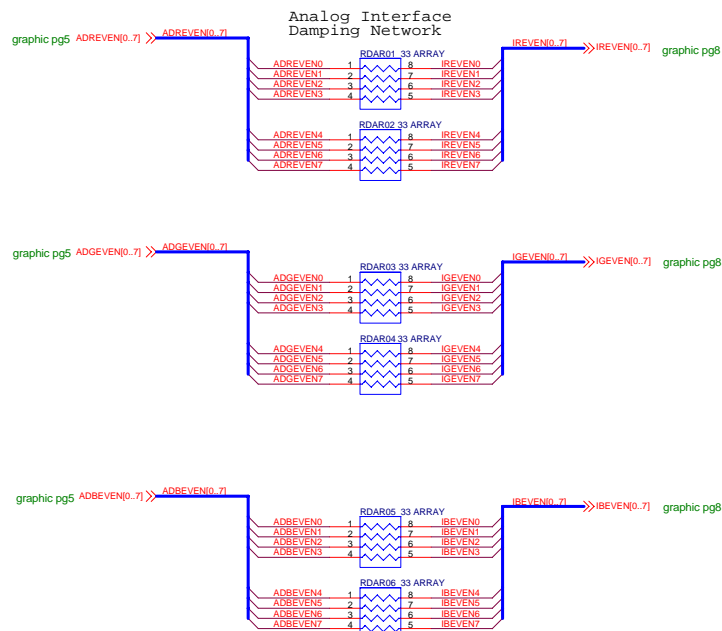 Analog Interface
Damping Network
graphic pg5 ADREVEN[0..7] ADREVEN[0..7] IREVEN[0..7] IREVEN[0..7] graphic pg8
RDAR01 33 ARRAY
ADREVEN0 1 8 IREVEN0
ADREVEN1 2 7 IREVEN1
ADREVEN2 3 6 IREVEN2
ADREVEN3 4 5 IREVEN3
RDAR02 33 ARRAY
ADREVEN4 1 8 IREVEN4
ADREVEN5 2 7 IREVEN5
ADREVEN6 3 6 IREVEN6
ADREVEN7 4 5 IREVEN7
graphic pg5 ADGEVEN[0..7] ADGEVEN[0..7] IGEVEN[0..7] IGEVEN[0..7] graphic pg8
RDAR03 33 ARRAY
ADGEVEN0 1 8 IGEVEN0
ADGEVEN1 2 7 IGEVEN1
ADGEVEN2 3 6 IGEVEN2
ADGEVEN3 4 5 IGEVEN3
RDAR04 33 ARRAY
ADGEVEN4 1 8 IGEVEN4
ADGEVEN5 2 7 IGEVEN5
ADGEVEN6 3 6 IGEVEN6
ADGEVEN7 4 5 IGEVEN7
graphic pg5 ADBEVEN[0..7] ADBEVEN[0..7] IBEVEN[0..7] IBEVEN[0..7] graphic pg8
RDAR05 33 ARRAY
ADBEVEN0 1 8 IBEVEN0
ADBEVEN1 2 7 IBEVEN1
ADBEVEN2 3 6 IBEVEN2
ADBEVEN3 4 5 IBEVEN3
RDAR06 33 ARRAY
ADBEVEN4 1 8 IBEVEN4
ADBEVEN5 2 7 IBEVEN5
ADBEVEN6 3 6 IBEVEN6
ADBEVEN7 4 5 IBEVEN7